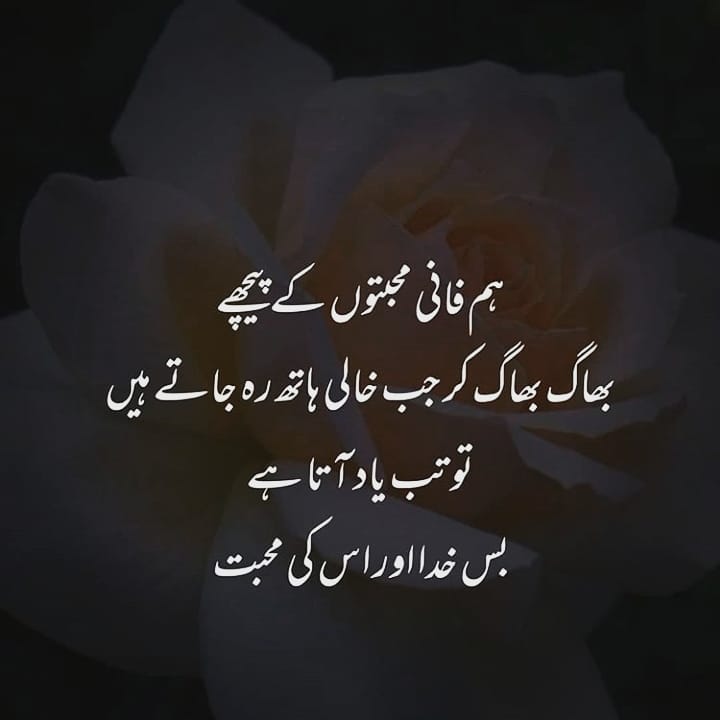 ہم فانی محبتوں کے پیچھے
بھاگ بھاگ کر جب خالی ہاتھ رہ جاتے ہیں
تو تب یاد آتا ہے
بس خدا اور اس کی محبت